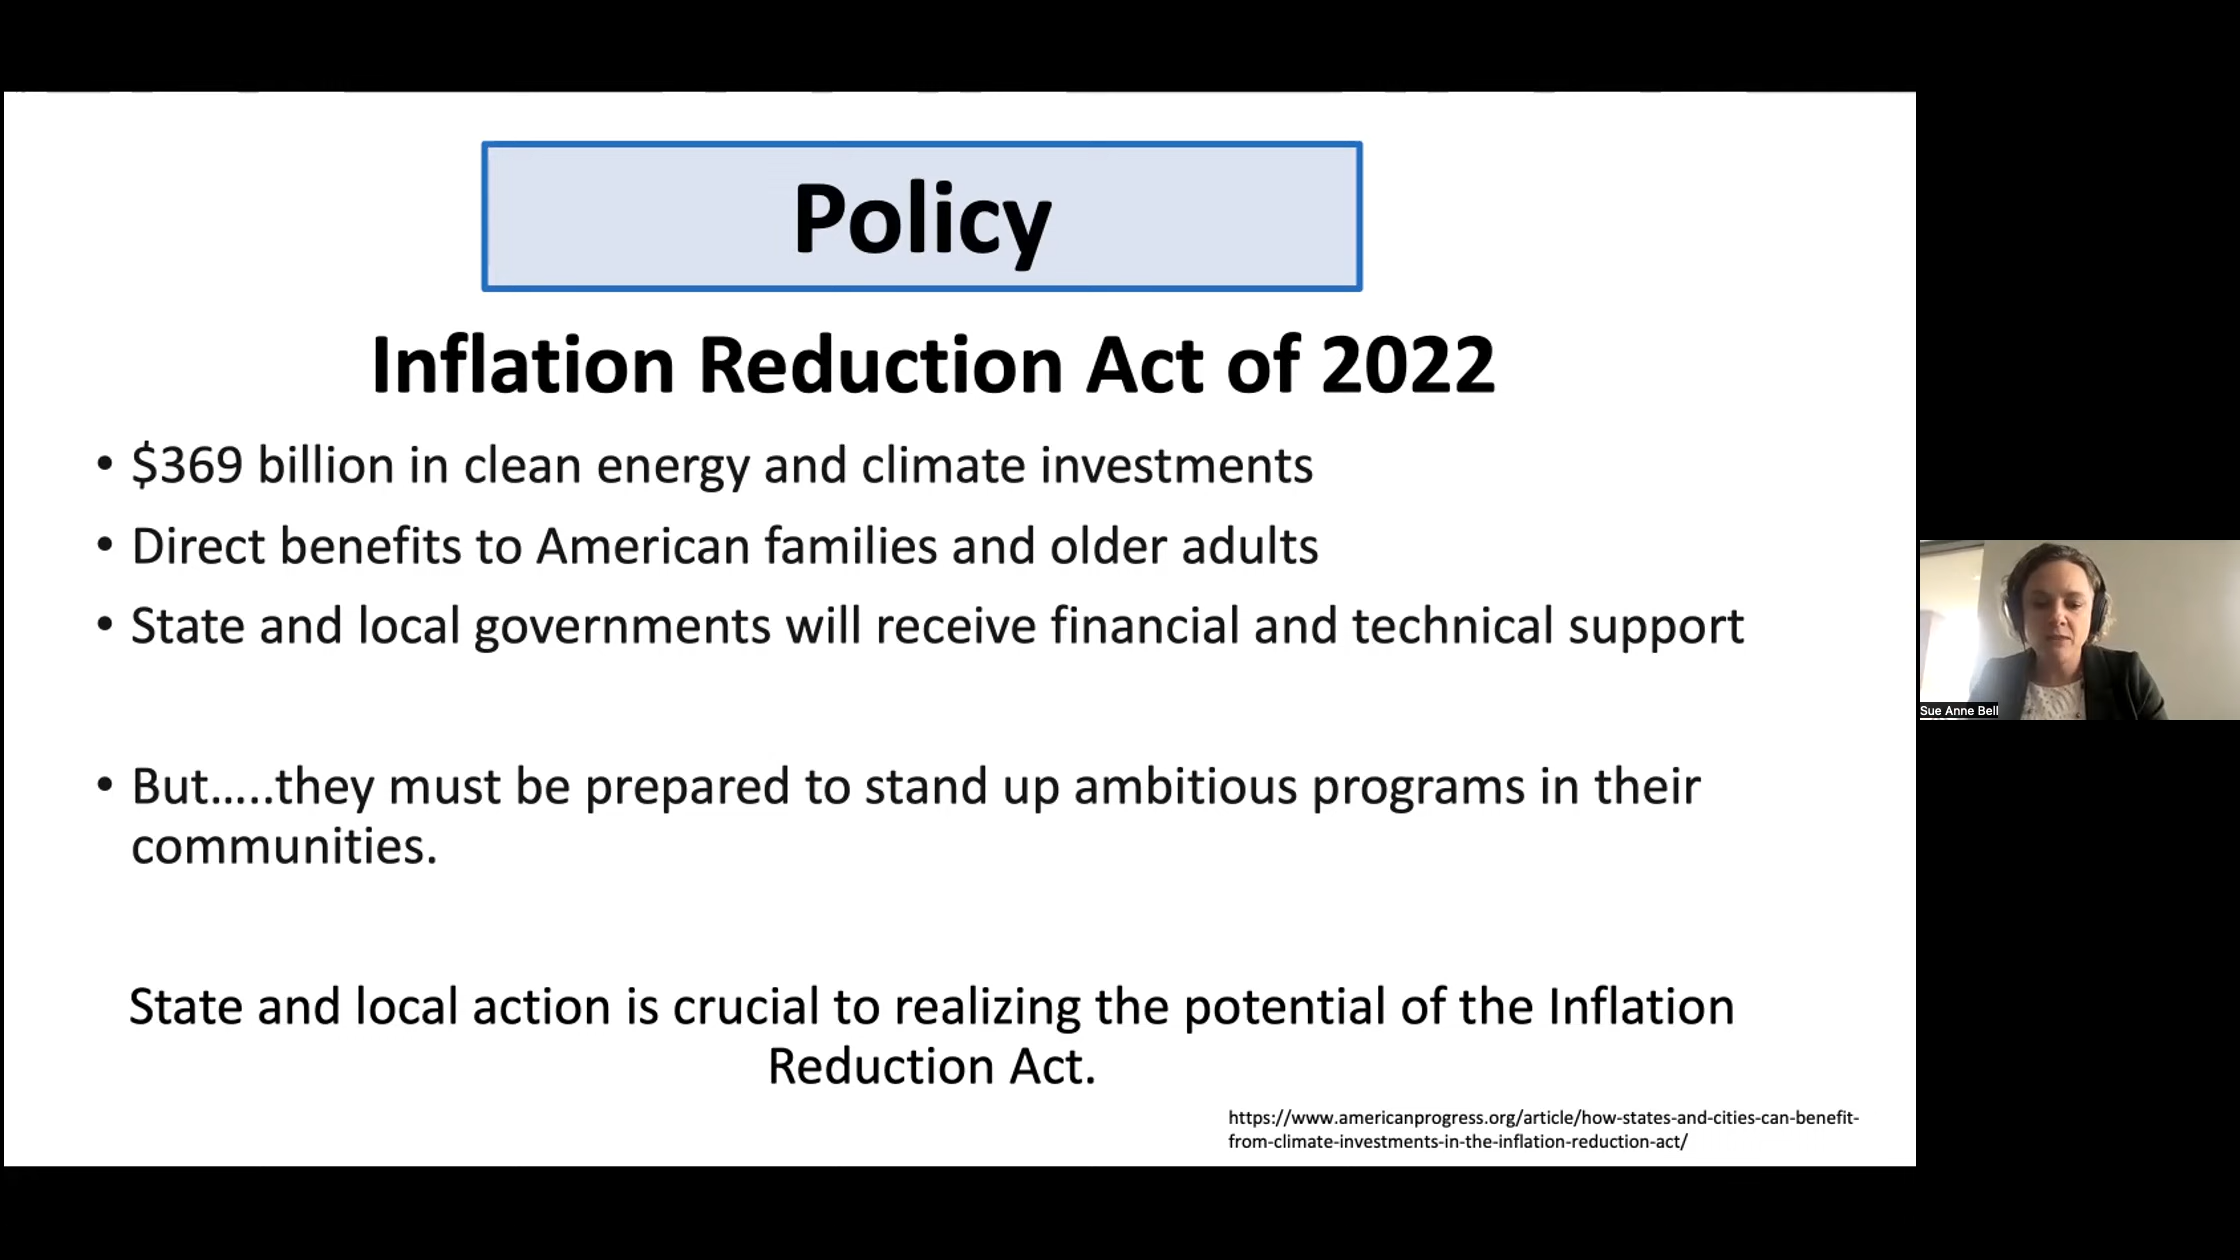 Policy
Inflation Reduction Act of 2022
• $369 billion in clean energy and climate investments
• Direct benefits to American families and older adults
• State and local governments will receive financial and technical support
• But.....they must be prepared to stand up ambitious programs in their
communities.
State and local action is crucial to realizing the potential of the Inflation
Reduction Act.
https://www.americanprogress.org/article/how-states-and-cities-can-benefit-
from-climate-investments-in-the-inflation-reduction-act/
Sue Anne Bell